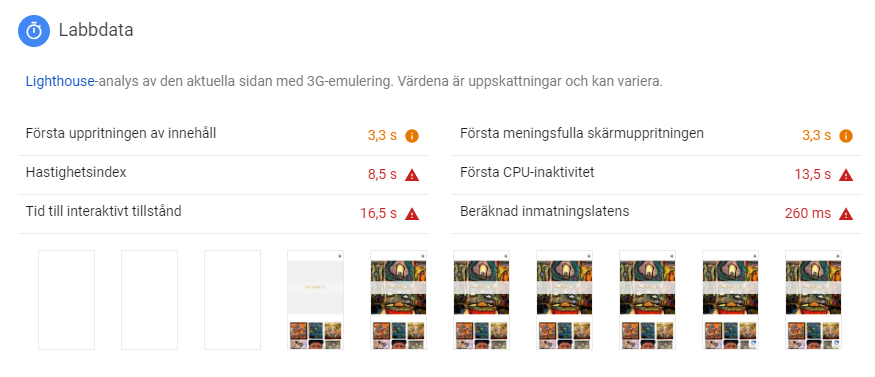 Labbdata
Lighthouse-analys av den aktuella sidan med 3G-emulering. Värdena är uppskattningar och kan variera.
Första uppritningen av innehåll 3,3 s
Första meningsfulla skärmuppritningen 3,3 s
Hastighetsindex 8,5 s
Första CPU-inaktivitet 13,5 s
Tid till interaktivt tillstånd 16,5 s
Beräknad inmatningslatens 260 ms